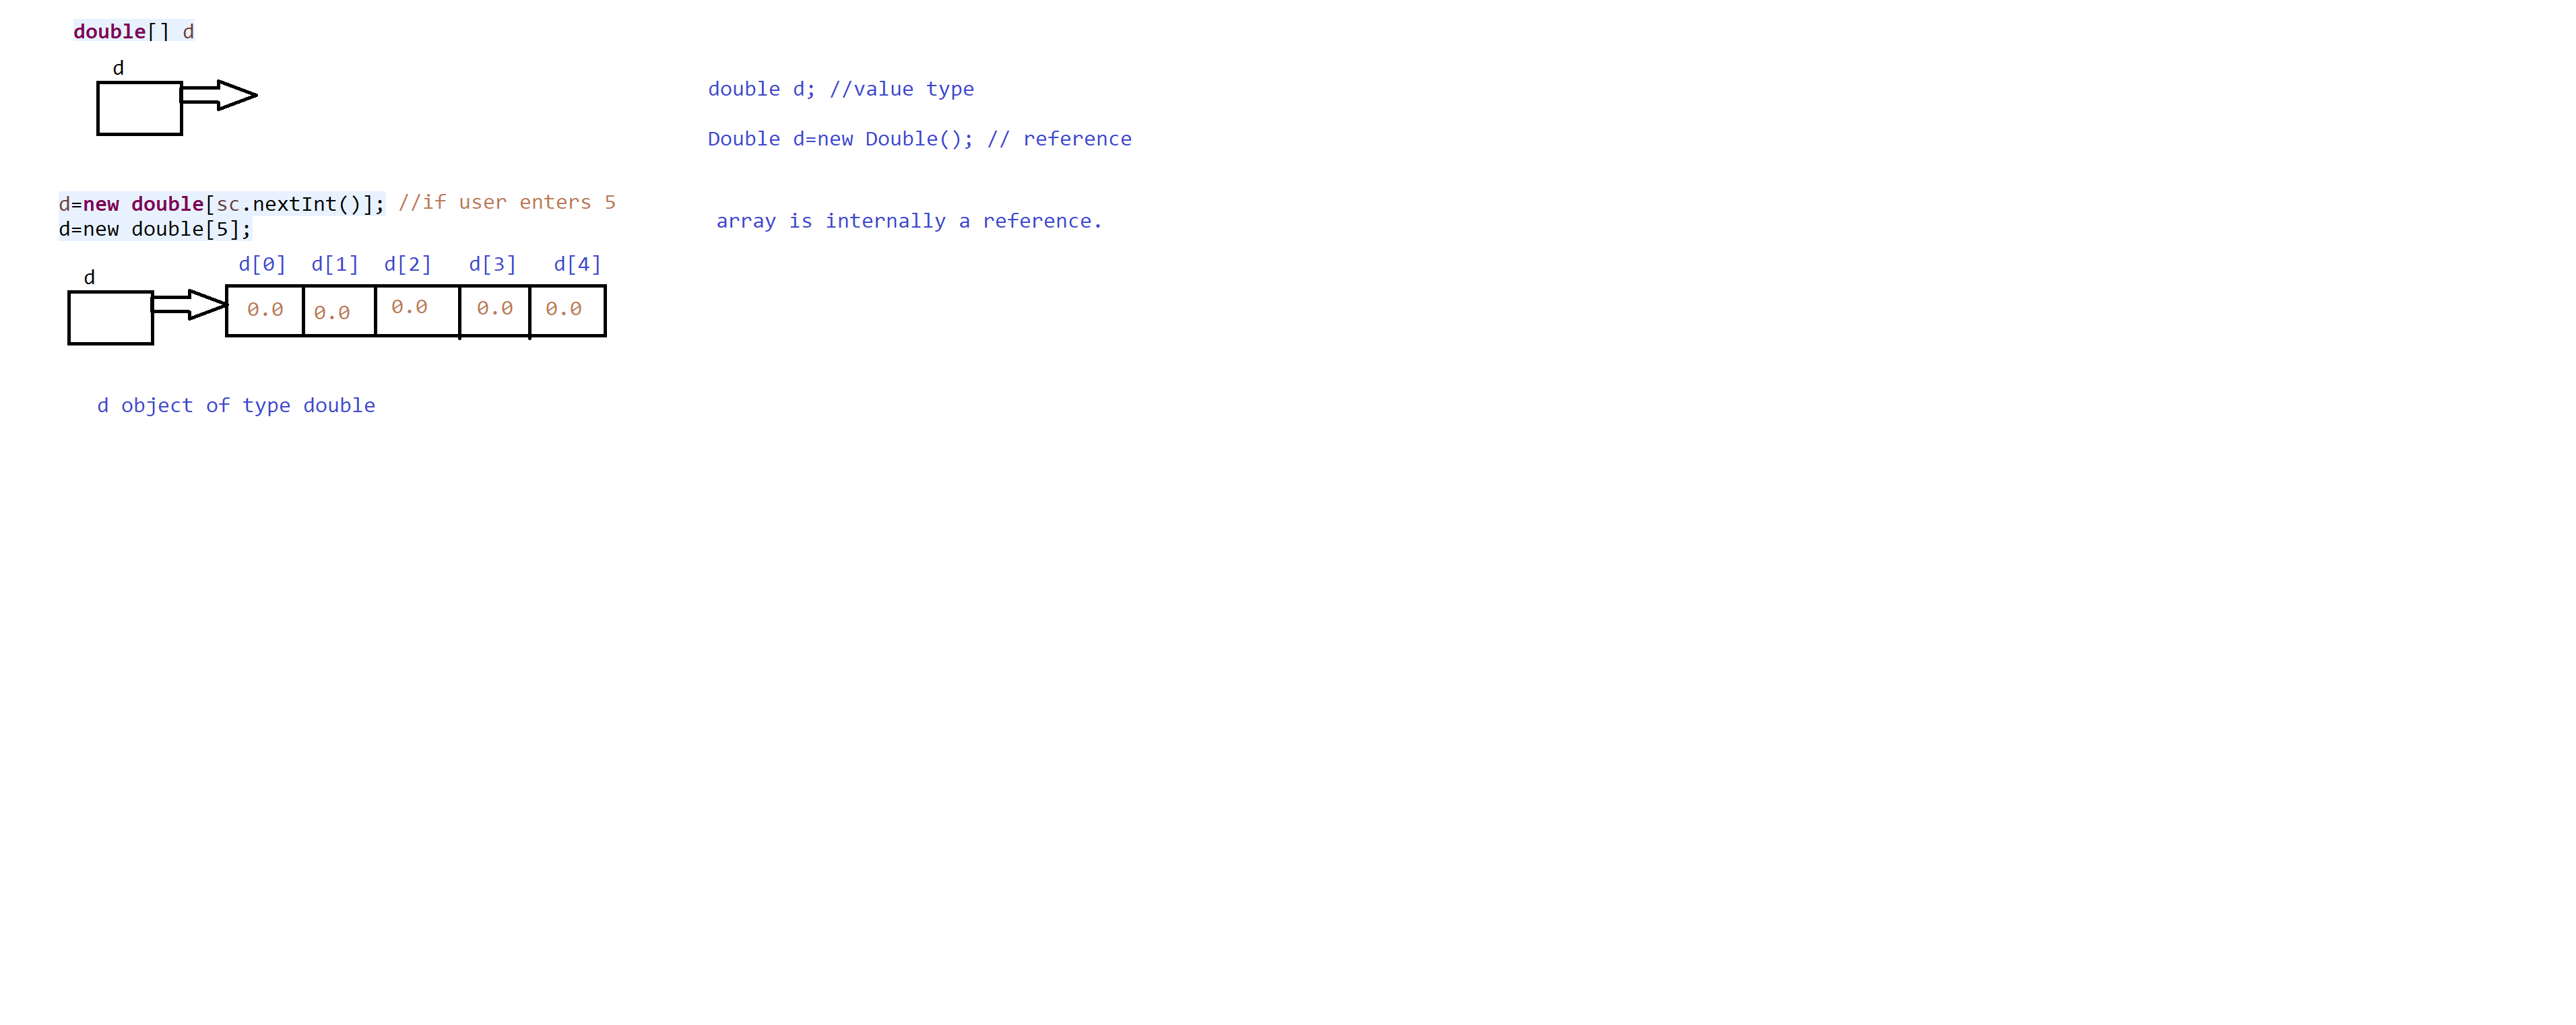 double[] d
d
double d; //value type
Double d=new Double(); // reference
d=new double[sc.nextInt()]; //if user enters 5
d=new double[5];
array is internally a reference.
d[0] d[1] d[2] d[3] d[4]
d
0.0 0.0 0.0 0.0 0.0
d object of type double